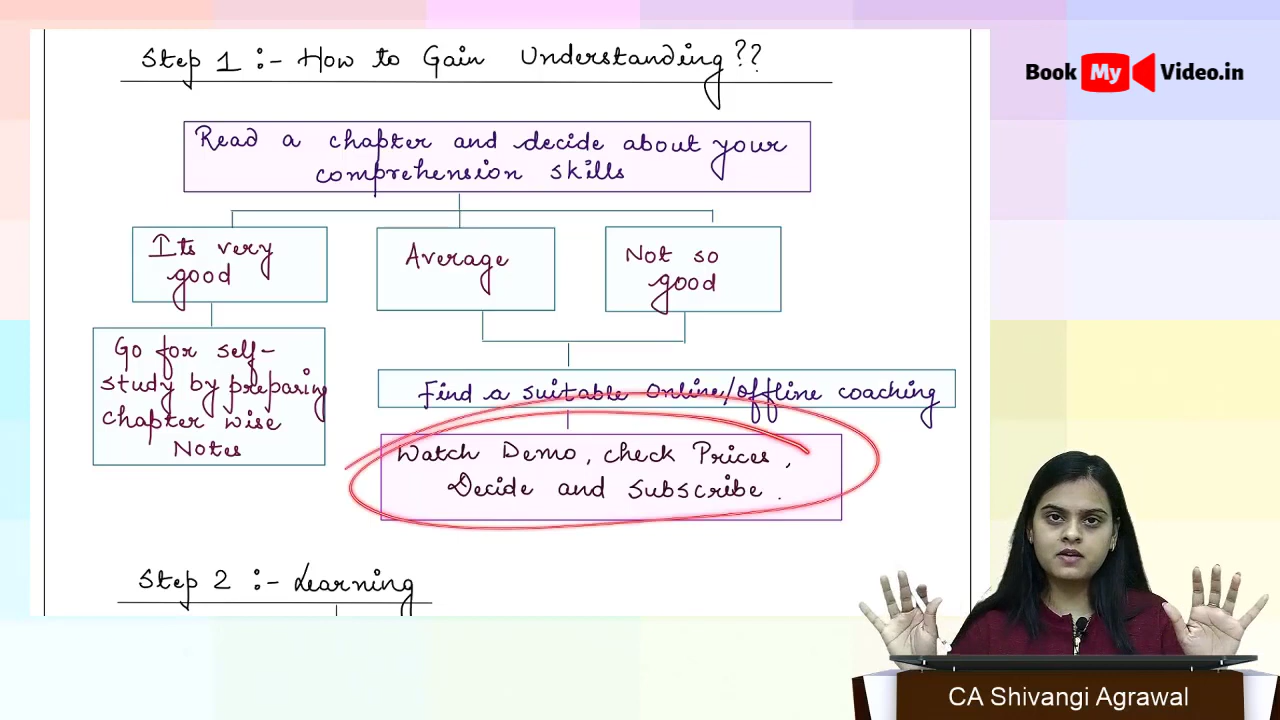 Step 1 :- How to Gain Understanding??
Book My Video.in
Read a chapter and decide about your
comprehension skills
Its very
good
Average
Not so
good
Go for self-
study by preparing
chapter wise
Notes
Find a suitable Online/offline coaching
Watch Demo, check Prices,
Decide and subscribe.
Step 2 :- Learning
CA Shivangi Agrawal